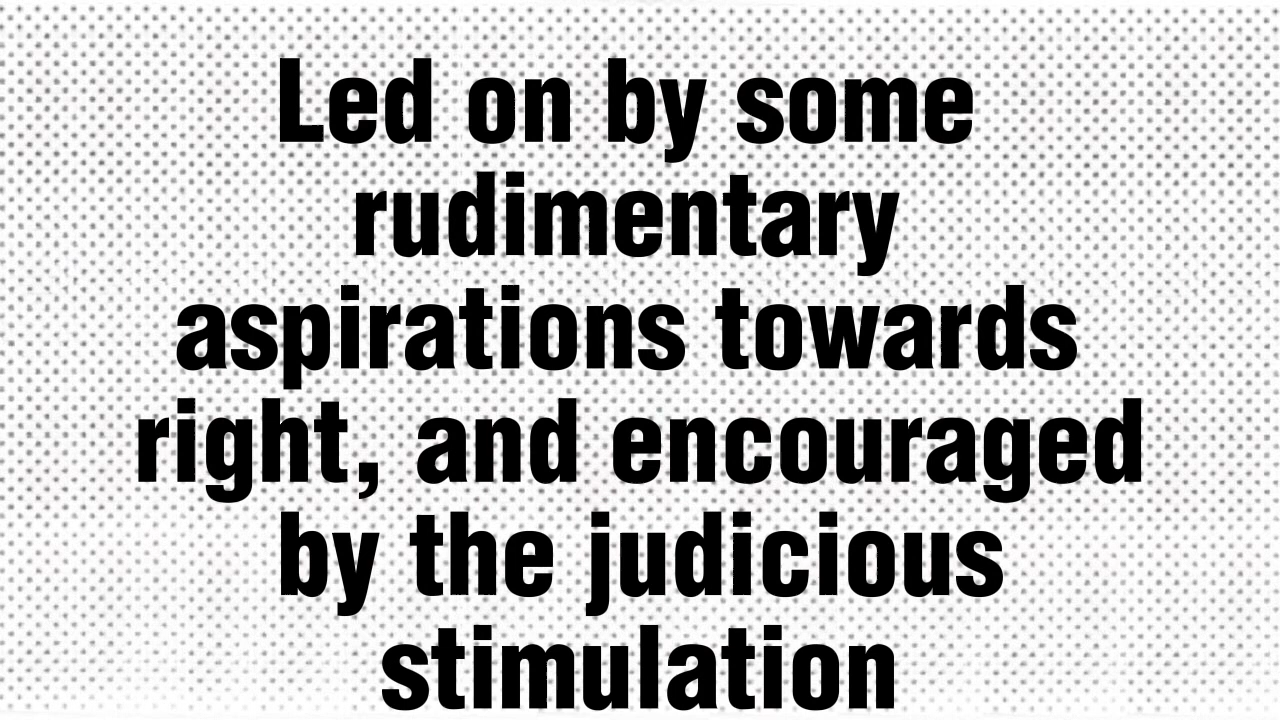 Led on by some
rudimentary
aspirations towards
right, and encouraged
by the judicious
stimulation